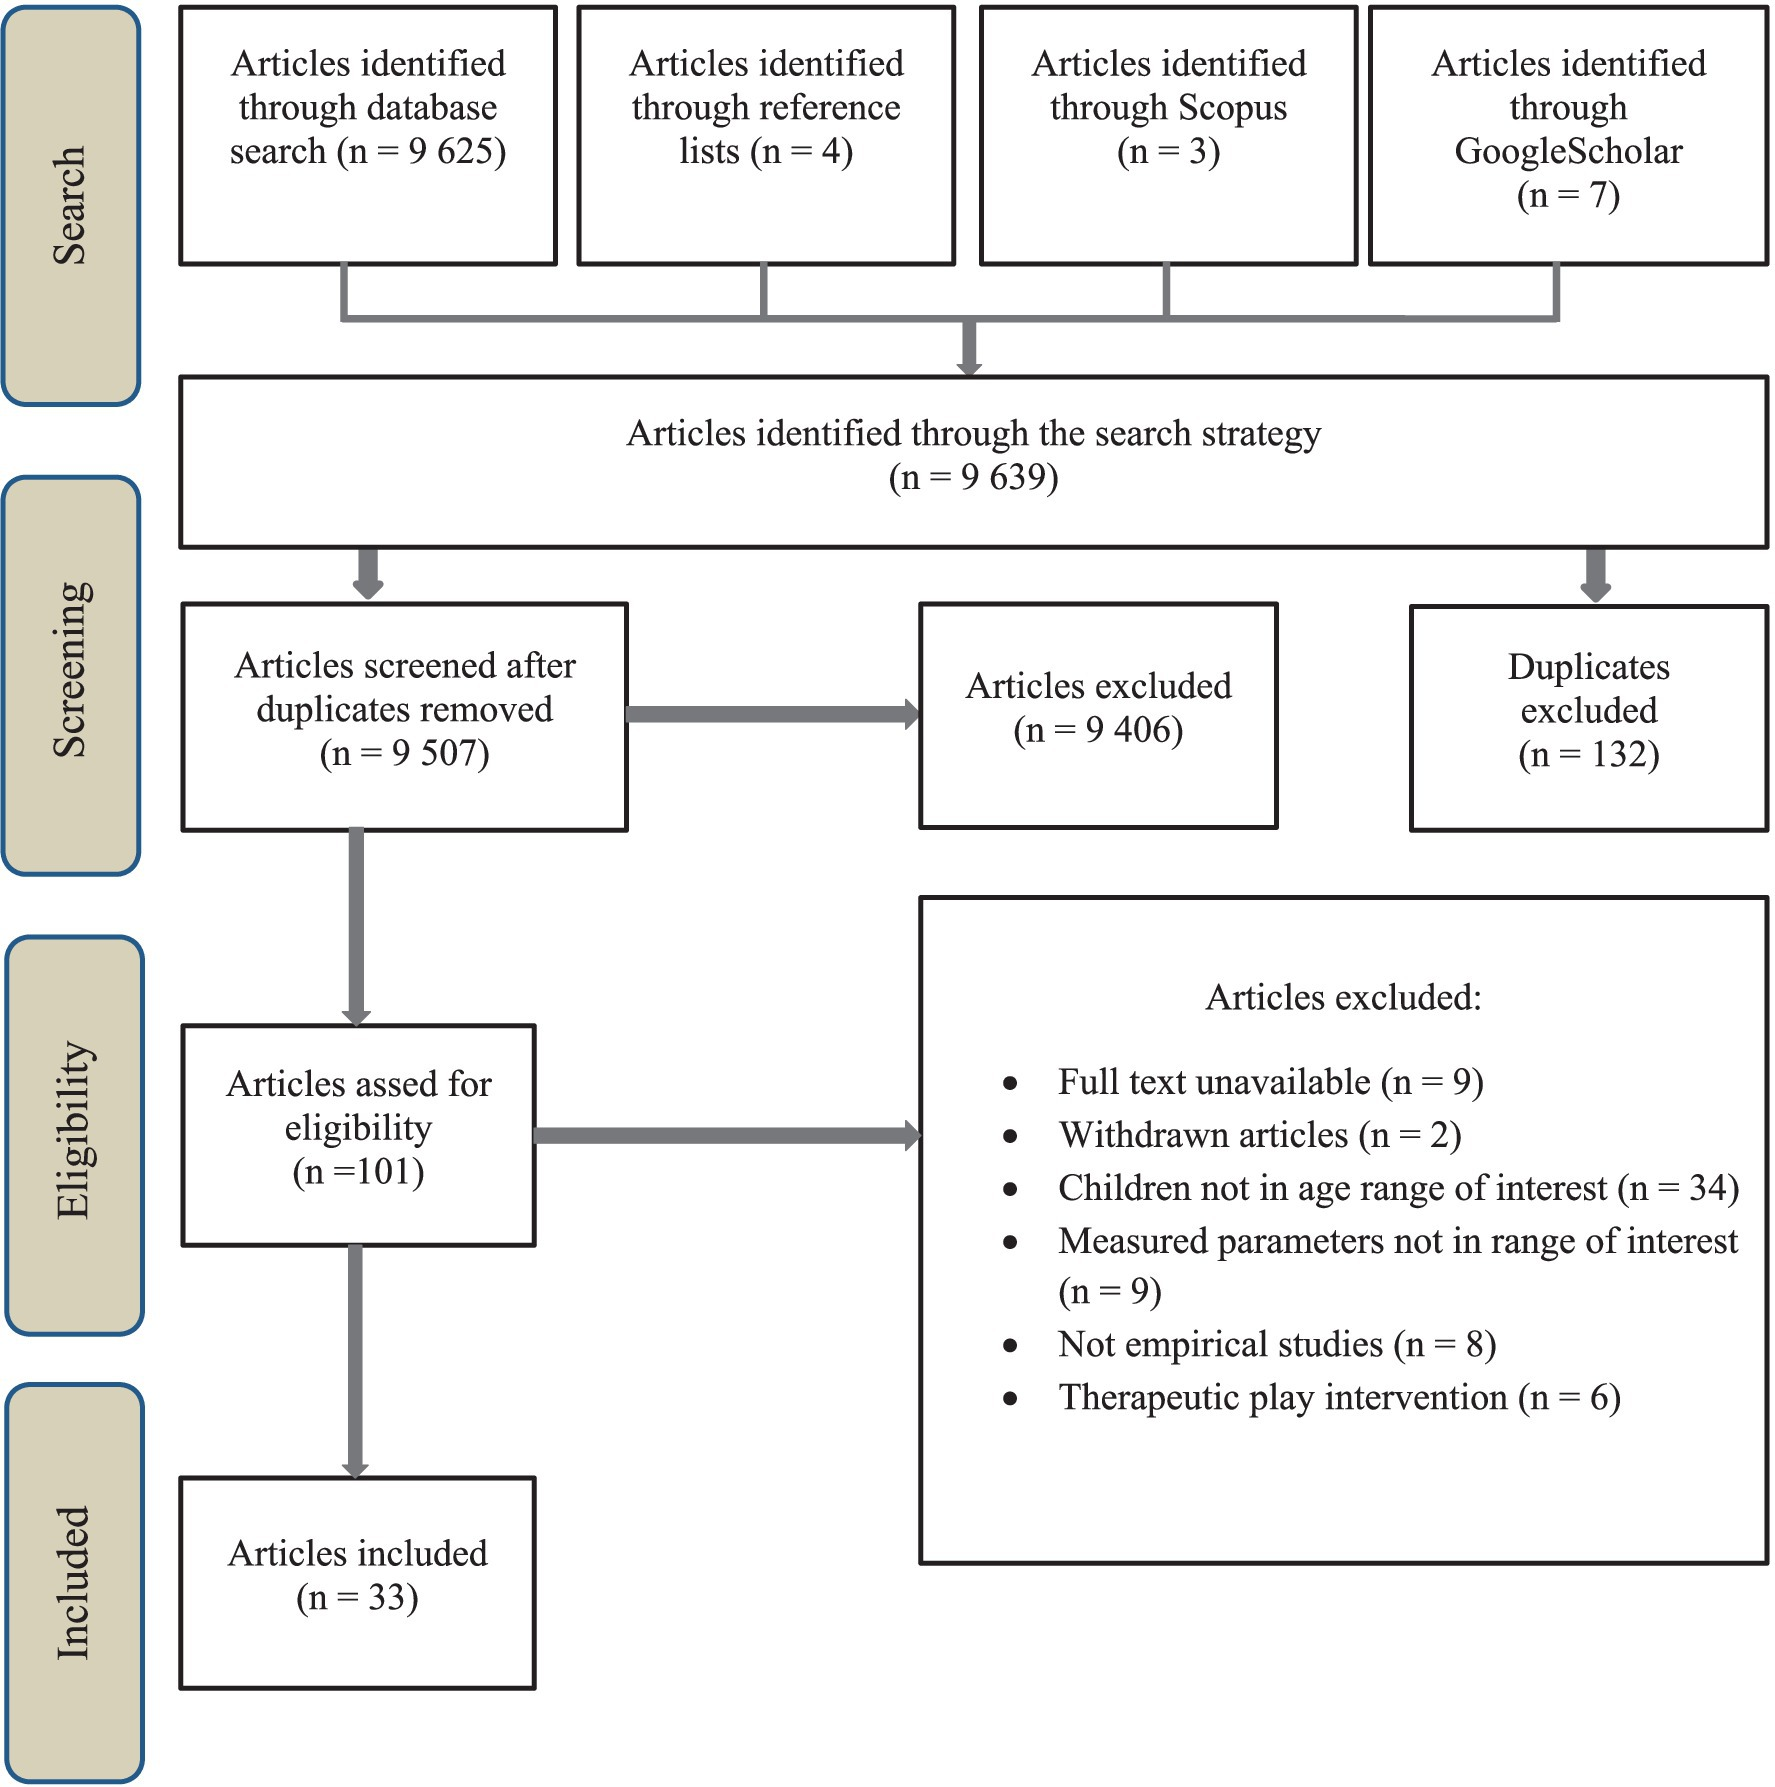 Search
Articles identified
through database
search (n = 9 625)
Articles identified
through reference
lists (n = 4)
Articles identified
through Scopus
(n = 3)
Articles identified
through
GoogleScholar
(n = 7)
Articles identified through the search strategy
(n = 9 639)
Screening
Articles screened after
duplicates removed
(n = 9 507)
Articles excluded
(n = 9 406)
Duplicates
excluded
(n = 132)
Eligibility
Articles assed for
eligibility
(n =101)
Articles excluded:
• Full text unavailable (n = 9)
• Withdrawn articles (n = 2)
• Children not in age range of interest (n = 34)
• Measured parameters not in range of interest
(n = 9)
• Not empirical studies (n = 8)
• Therapeutic play intervention (n = 6)
Included
Articles included
(n = 33)